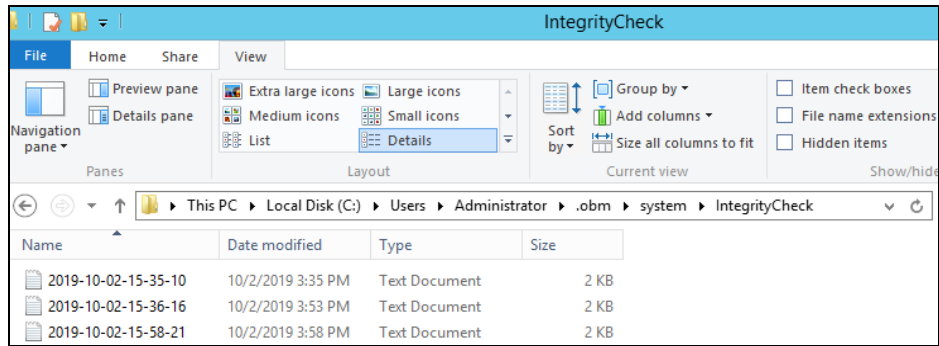 IntegrityCheck
File Home Share View
Navigation pane
Preview pane
Details pane
Panes
Extra large icons Large icons
Medium icons Small icons
List Details
Layout
Sort by
Group by
Add columns
Size all columns to fit
Current view
Item check boxes
File name extensions
Hidden items
Show/hide
This PC Local Disk (C:) Users Administrator .obm system IntegrityCheck
Name Date modified Type Size
2019-10-02-15-35-10 10/2/2019 3:35 PM Text Document 2 KB
2019-10-02-15-36-16 10/2/2019 3:53 PM Text Document 2 KB
2019-10-02-15-58-21 10/2/2019 3:58 PM Text Document 2 KB